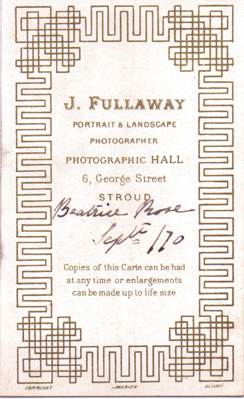 J. FULLAWAY
PORTRAIT & LANDSCAPE
PHOTOGRAPHER
PHOTOGRAPHIC HALL
6, George Street
STROUD
Beatrice Rose
Septr /70
Copies of this Carte can be had
at any time or enlargements
can be made up to life size
COPYRIGHT